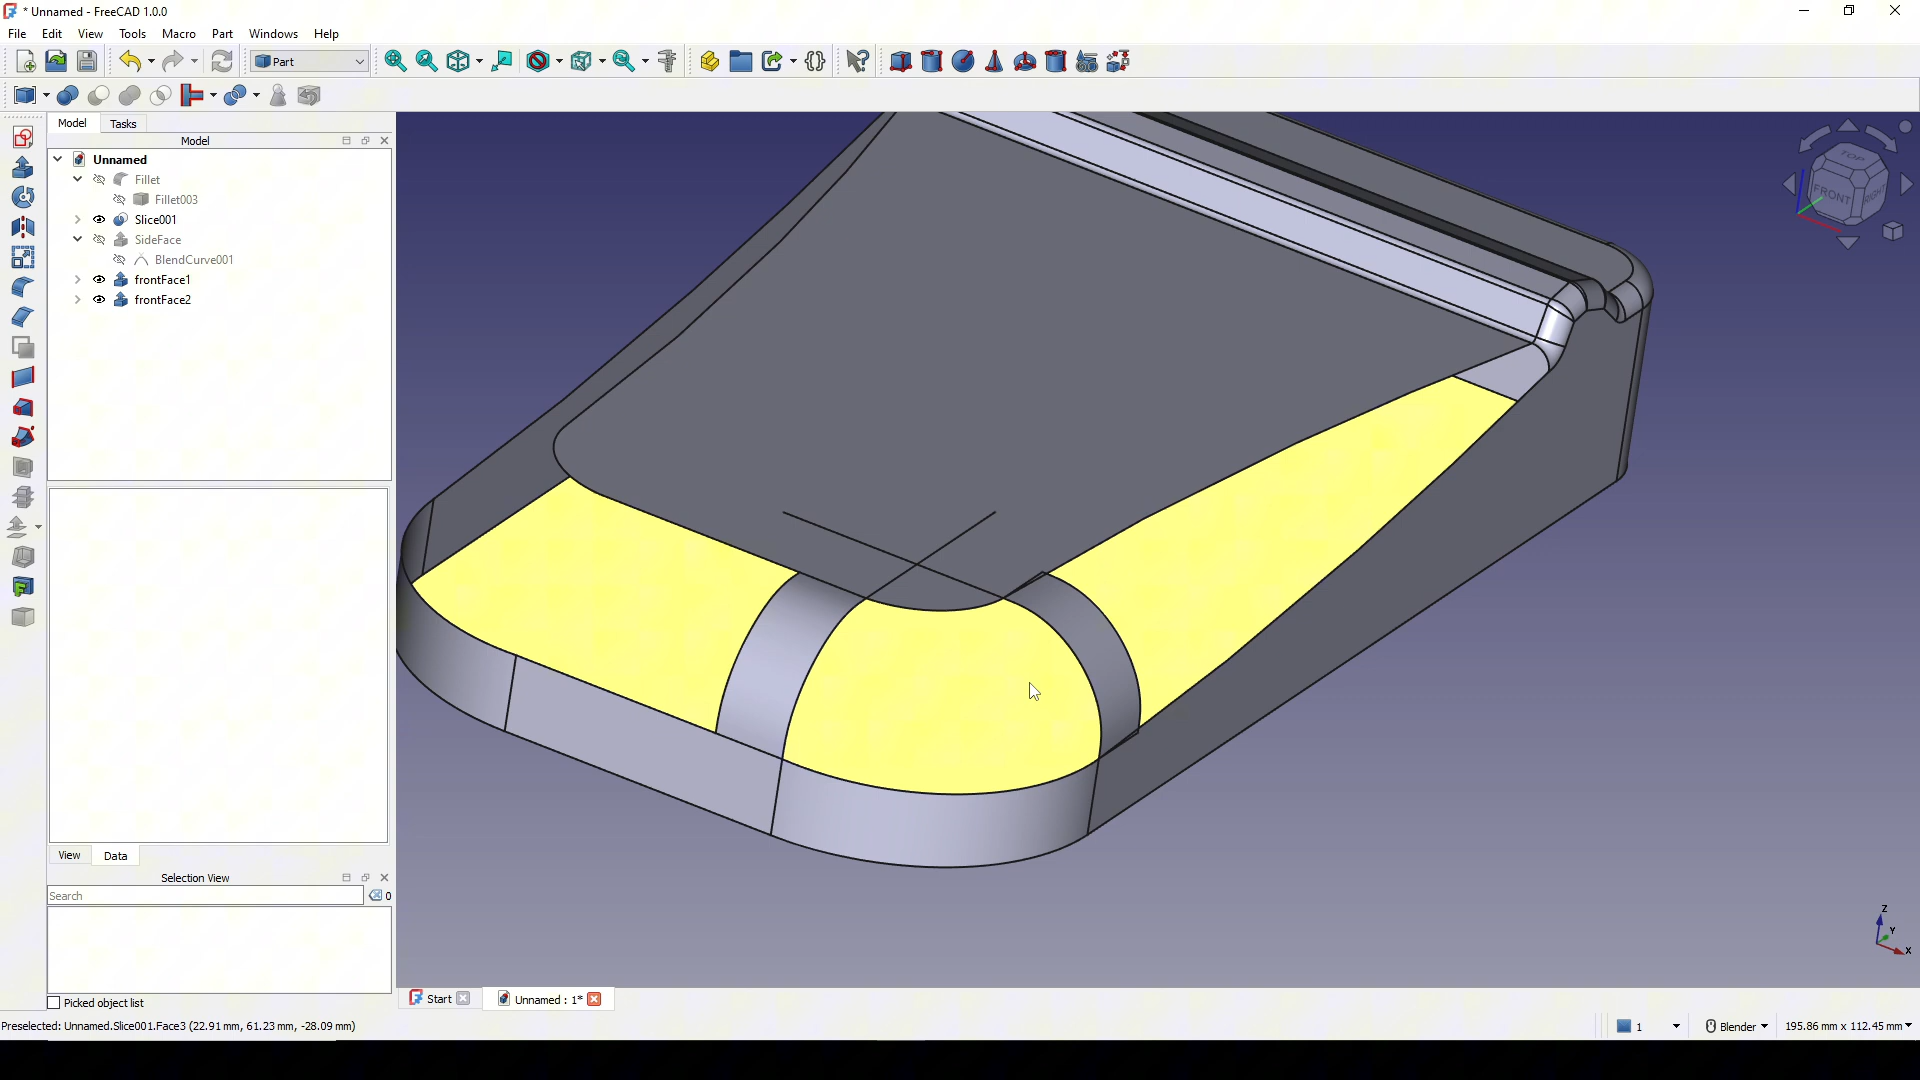 * Unnamed - FreeCAD 1.0.0
File Edit View Tools Macro Part Windows Help
Part
Model Tasks
Model
Unnamed
Fillet
Fillet003
Slice001
SideFace
BlendCurve001
frontFace1
frontFace2
TOP
FRONT
RIGHT
View Data
Selection View
Search
0
Picked object list
Z
Y
X
Start
Unnamed : 1*
Preselected: Unnamed.Slice001.Face3 (22.91 mm, 61.23 mm, -28.09 mm)
1
Blender
195.86 mm x 112.45 mm